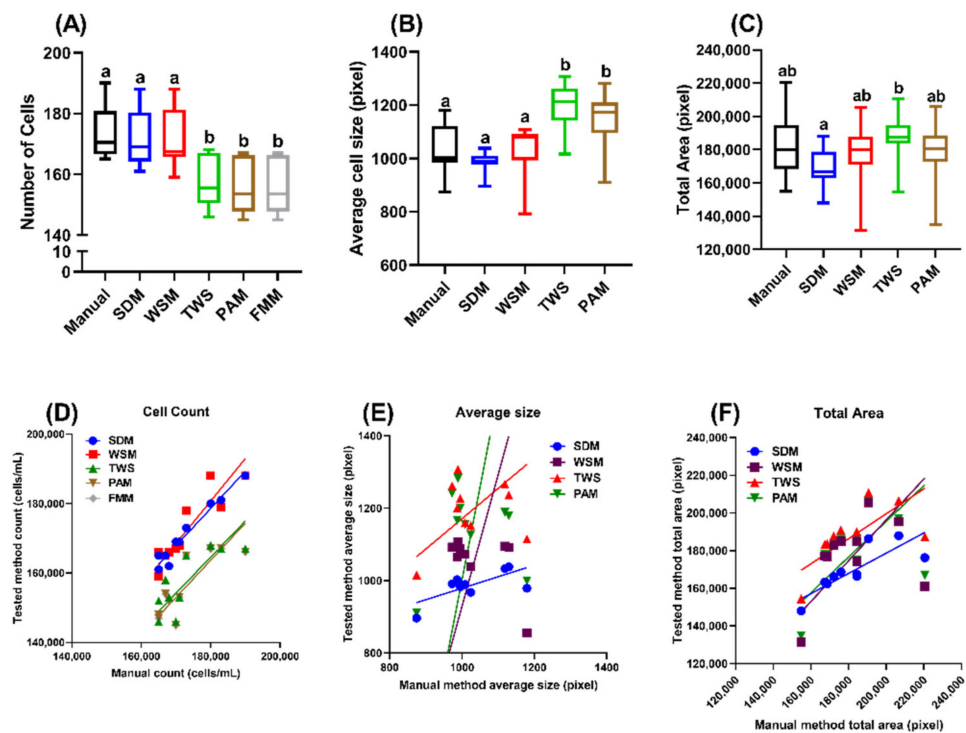 (A)
Number of Cells
200
180
160
140
10
0
a
a
a
b
b
b
Manual
SDM
WSM
TWS
PAM
FMM
(B)
Average cell size (pixel)
1400
1200
1000
800
600
a
a
a
b
b
Manual
SDM
WSM
TWS
PAM
(C)
Total Area (pixel)
240,000
220,000
200,000
180,000
160,000
140,000
120,000
ab
a
ab
b
ab
Manual
SDM
WSM
TWS
PAM
(D)
Cell Count
Tested method count (cells/mL)
200,000
180,000
160,000
140,000
SDM
WSM
TWS
PAM
FMM
140,000
160,000
180,000
200,000
Manual count (cells/mL)
(E)
Average size
Tested method average size (pixel)
1400
1200
1000
800
SDM
WSM
TWS
PAM
800
1000
1200
1400
Manual method average size (pixel)
(F)
Total Area
Tested method total area (pixel)
240,000
220,000
200,000
180,000
160,000
140,000
120,000
SDM
WSM
TWS
PAM
120,000
140,000
160,000
180,000
200,000
220,000
240,000
Manual method total area (pixel)